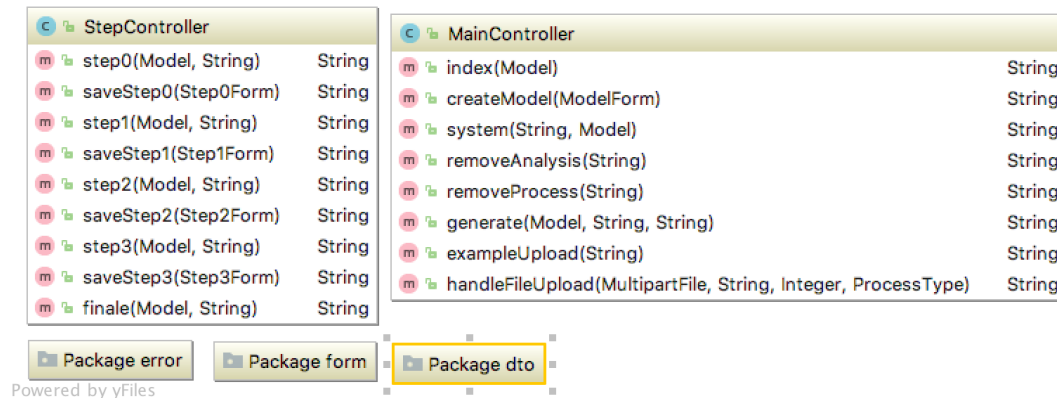 StepController
step0(Model, String) String
saveStep0(Step0Form) String
step1(Model, String) String
saveStep1(Step1Form) String
step2(Model, String) String
saveStep2(Step2Form) String
step3(Model, String) String
saveStep3(Step3Form) String
finale(Model, String) String
MainController
index(Model) String
createModel(ModelForm) String
system(String, Model) String
removeAnalysis(String) String
removeProcess(String) String
generate(Model, String, String) String
exampleUpload(String) String
handleFileUpload(MultipartFile, String, Integer, ProcessType) String
Package error
Package form
Package dto
Powered by yFiles